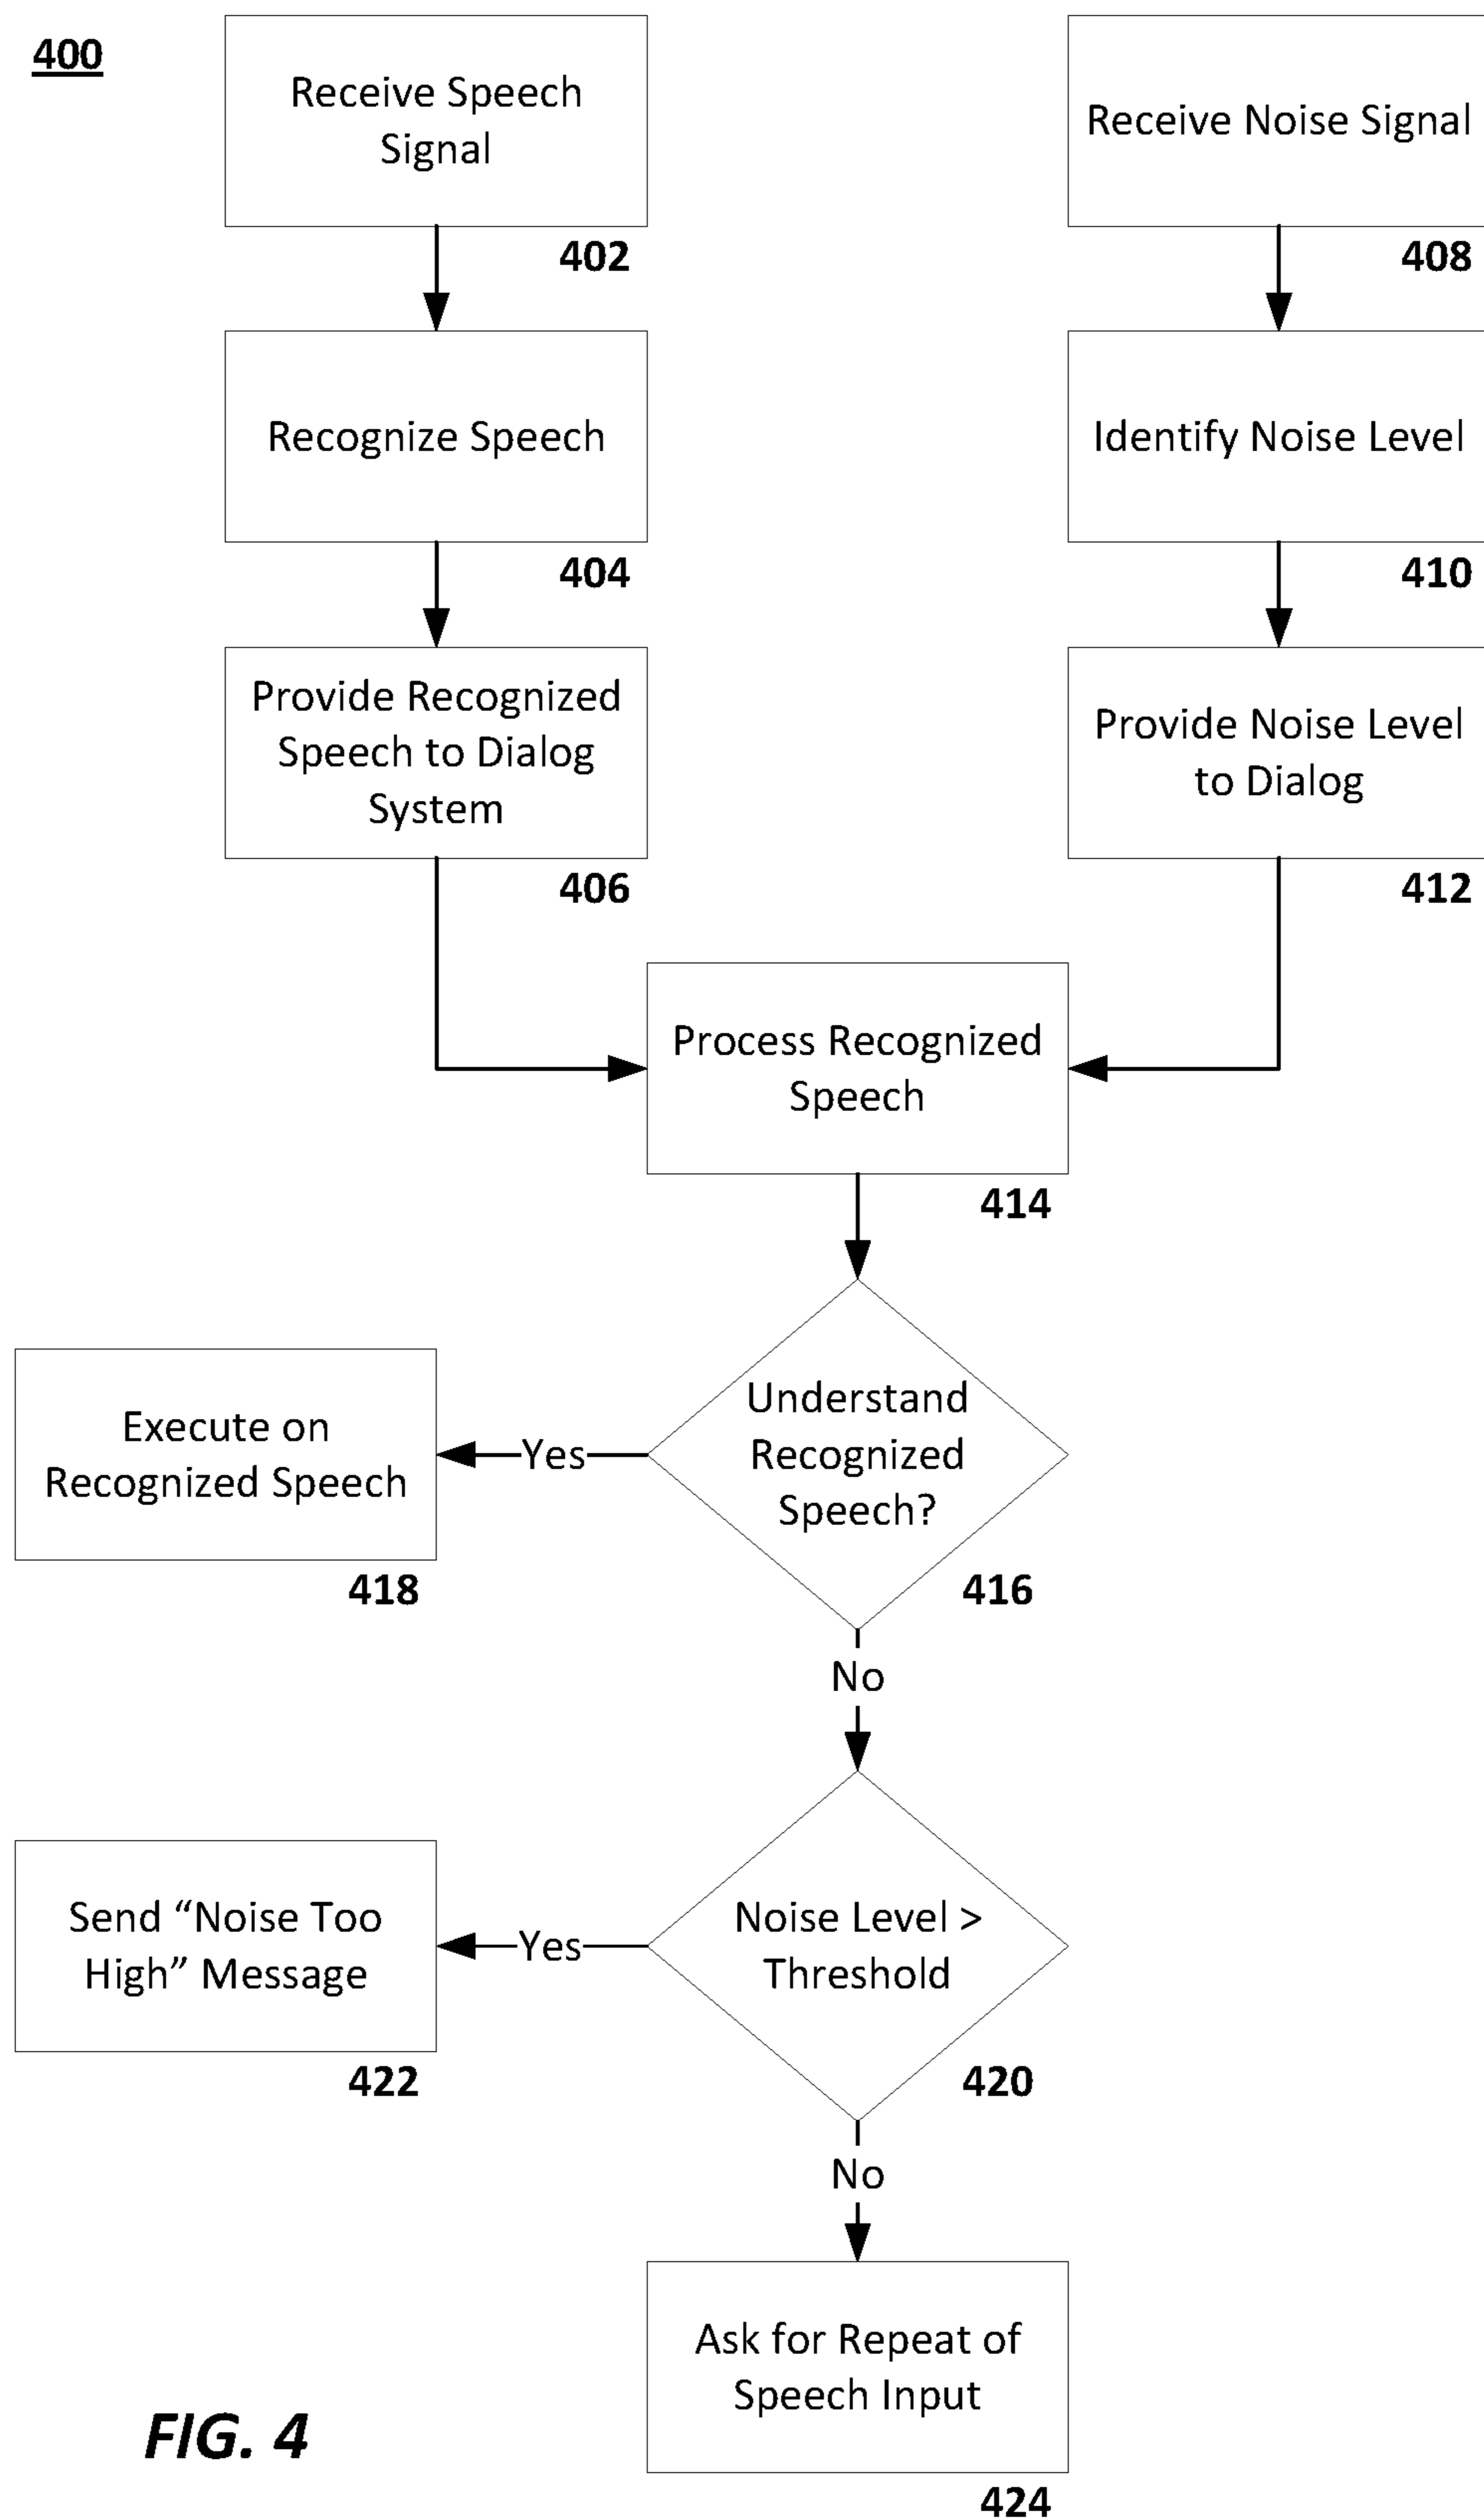 400
Receive Speech
Signal
402
Receive Noise Signal
408
Recognize Speech
404
Identify Noise Level
410
Provide Recognized
Speech to Dialog
System
406
Provide Noise Level
to Dialog
412
Process Recognized
Speech
414
Understand
Recognized
Speech?
416
Yes
Execute on
Recognized Speech
418
No
Noise Level >
Threshold
420
Yes
Send “Noise Too
High” Message
422
No
Ask for Repeat of
Speech Input
424
FIG. 4